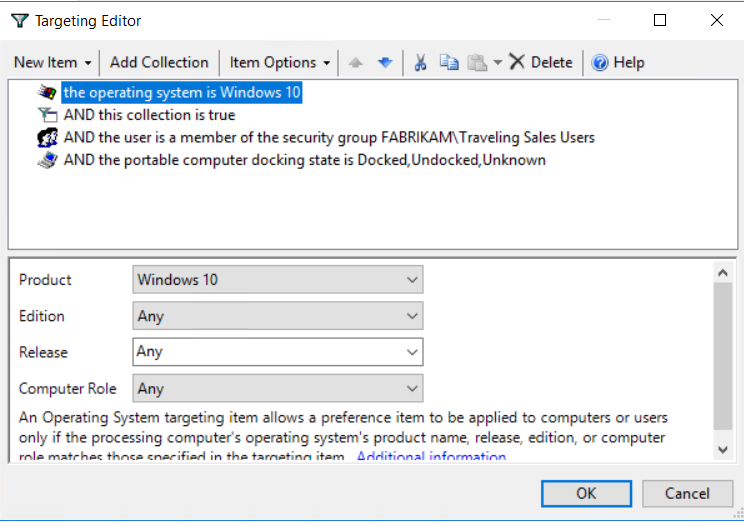 Targeting Editor
New Item Add Collection Item Options Delete Help
the operating system is Windows 10
AND this collection is true
AND the user is a member of the security group FABRIKAM\Traveling Sales Users
AND the portable computer docking state is Docked,Undocked,Unknown
Product Windows 10
Edition Any
Release Any
Computer Role Any
An Operating System targeting item allows a preference item to be applied to computers or users
only if the processing computer's operating system's product name, release, edition, or computer
role matches those specified in the targeting item. Additional information
OK Cancel